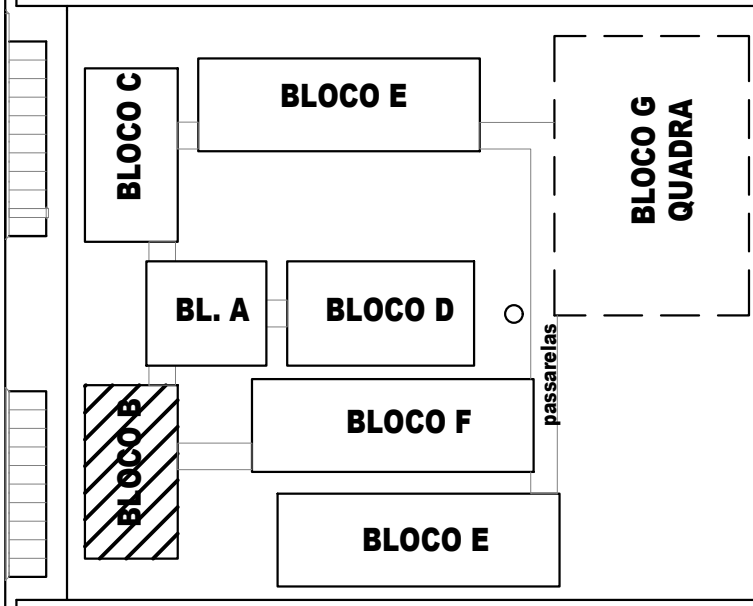 BLOCO C
BLOCO E
BLOCO G
QUADRA
BL. A
BLOCO D
passarelas
BLOCO B
BLOCO F
BLOCO E